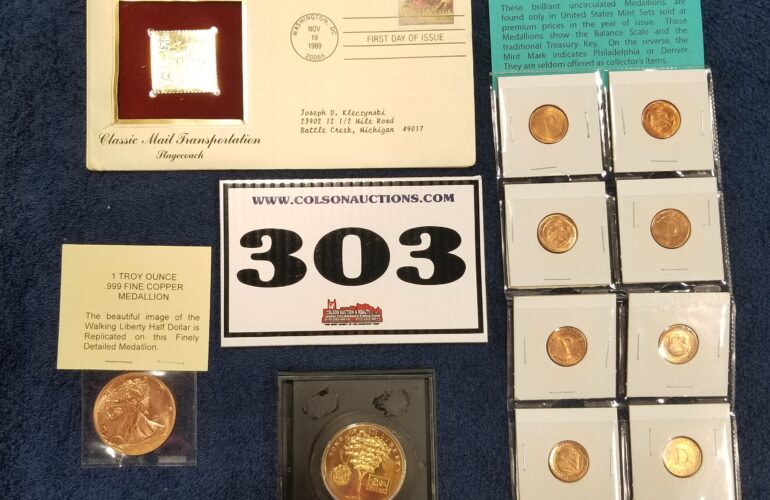 WASHINGTON, DC
NOV
19
1989
20066
FIRST DAY OF ISSUE
Joseph D. Kleczynski
23902 12 1/2 Mile Road
Battle Creek, Michigan 49017
Classic Mail Transportation
Stagecoach
These brilliant uncirculated Medallions are
found only in United States Mint Sets sold at
premium prices in the year of issue. These
Medallions show the Balance Scale and the
traditional Treasury Key. On the reverse, the
Mint Mark indicates Philadelphia or Denver.
They are seldom offered as collector's items.
WWW.COLSONAUCTIONS.COM
303
COLSON AUCTION & REALTY
1 TROY OUNCE
.999 FINE COPPER
MEDALLION
The beautiful image of the
Walking Liberty Half Dollar is
Replicated on this Finely
Detailed Medallion.
D